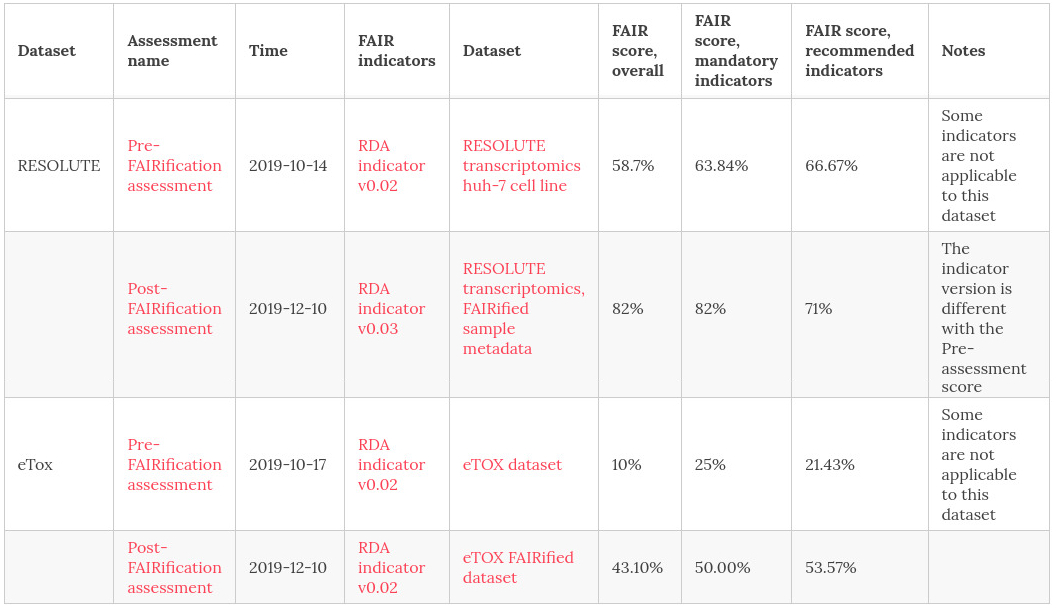 Dataset
Assessment
name
Time
FAIR
indicators
Dataset
FAIR
score,
overall
FAIR
score,
mandatory
indicators
FAIR score,
recommended
indicators
Notes
RESOLUTE
Pre-
FAIRification
assessment
2019-10-14
RDA
indicator
v0.02
RESOLUTE
transcriptomics
huh-7 cell line
58.7%
63.84%
66.67%
Some
indicators
are not
applicable
to this
dataset
Post-
FAIRification
assessment
2019-12-10
RDA
indicator
v0.03
RESOLUTE
transcriptomics,
FAIRified
sample
metadata
82%
82%
71%
The
indicator
version is
different
with the
Pre-
assessment
score
eTox
Pre-
FAIRification
assessment
2019-10-17
RDA
indicator
v0.02
eTOX dataset
10%
25%
21.43%
Some
indicators
are not
applicable
to this
dataset
Post-
FAIRification
assessment
2019-12-10
RDA
indicator
v0.02
eTOX FAIRified
dataset
43.10%
50.00%
53.57%